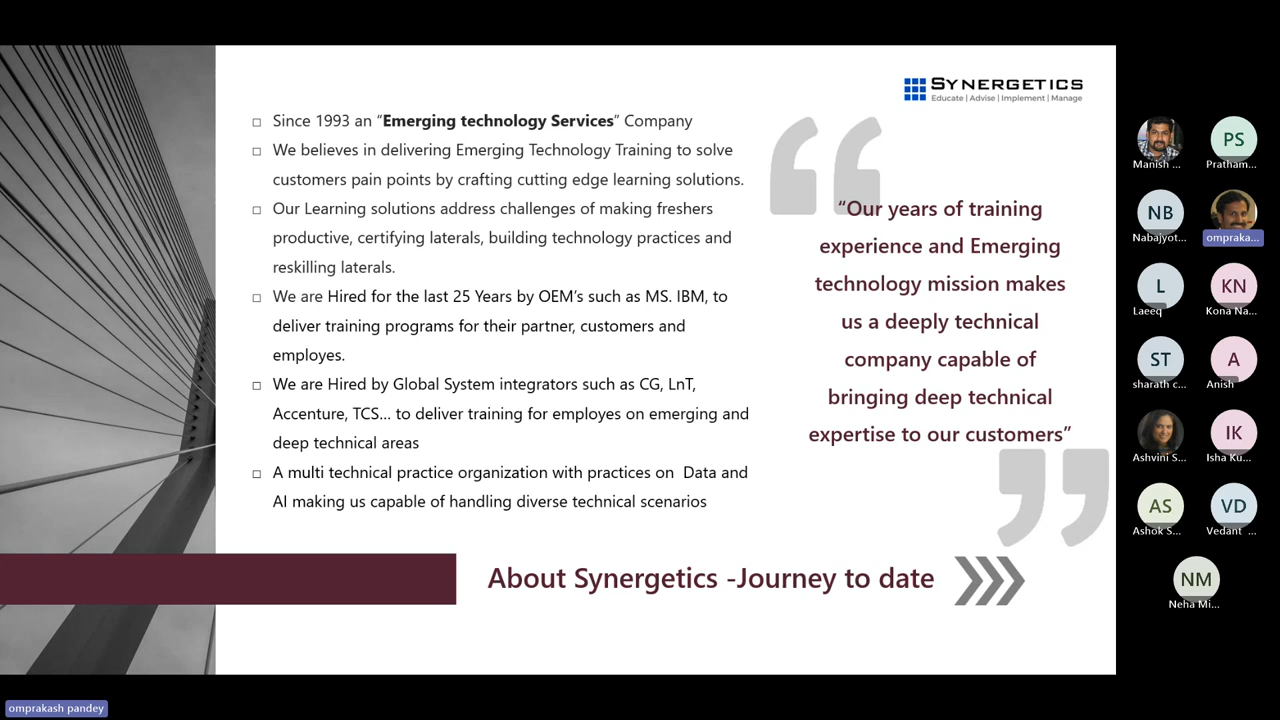 SYNERGETICS
Educate | Advise | Implement | Manage
Since 1993 an “Emerging technology Services” Company
We believes in delivering Emerging Technology Training to solve
customers pain points by crafting cutting edge learning solutions.
Our Learning solutions address challenges of making freshers
productive, certifying laterals, building technology practices and
reskilling laterals.
We are Hired for the last 25 Years by OEM’s such as MS. IBM, to
deliver training programs for their partner, customers and
employes.
We are Hired by Global System integrators such as CG, LnT,
Accenture, TCS... to deliver training for employes on emerging and
deep technical areas
A multi technical practice organization with practices on Data and
AI making us capable of handling diverse technical scenarios
“Our years of training
experience and Emerging
technology mission makes
us a deeply technical
company capable of
bringing deep technical
expertise to our customers”
About Synergetics -Journey to date
Manish ...
PS
Pratham...
NB
Nabajyot...
ompraka...
L
Laeeq
KN
Kona Na...
ST
sharath c...
A
Anish
Ashvini S...
IK
Isha Ku...
AS
Ashok S...
VD
Vedant ...
NM
Neha Mi...
omprakash pandey